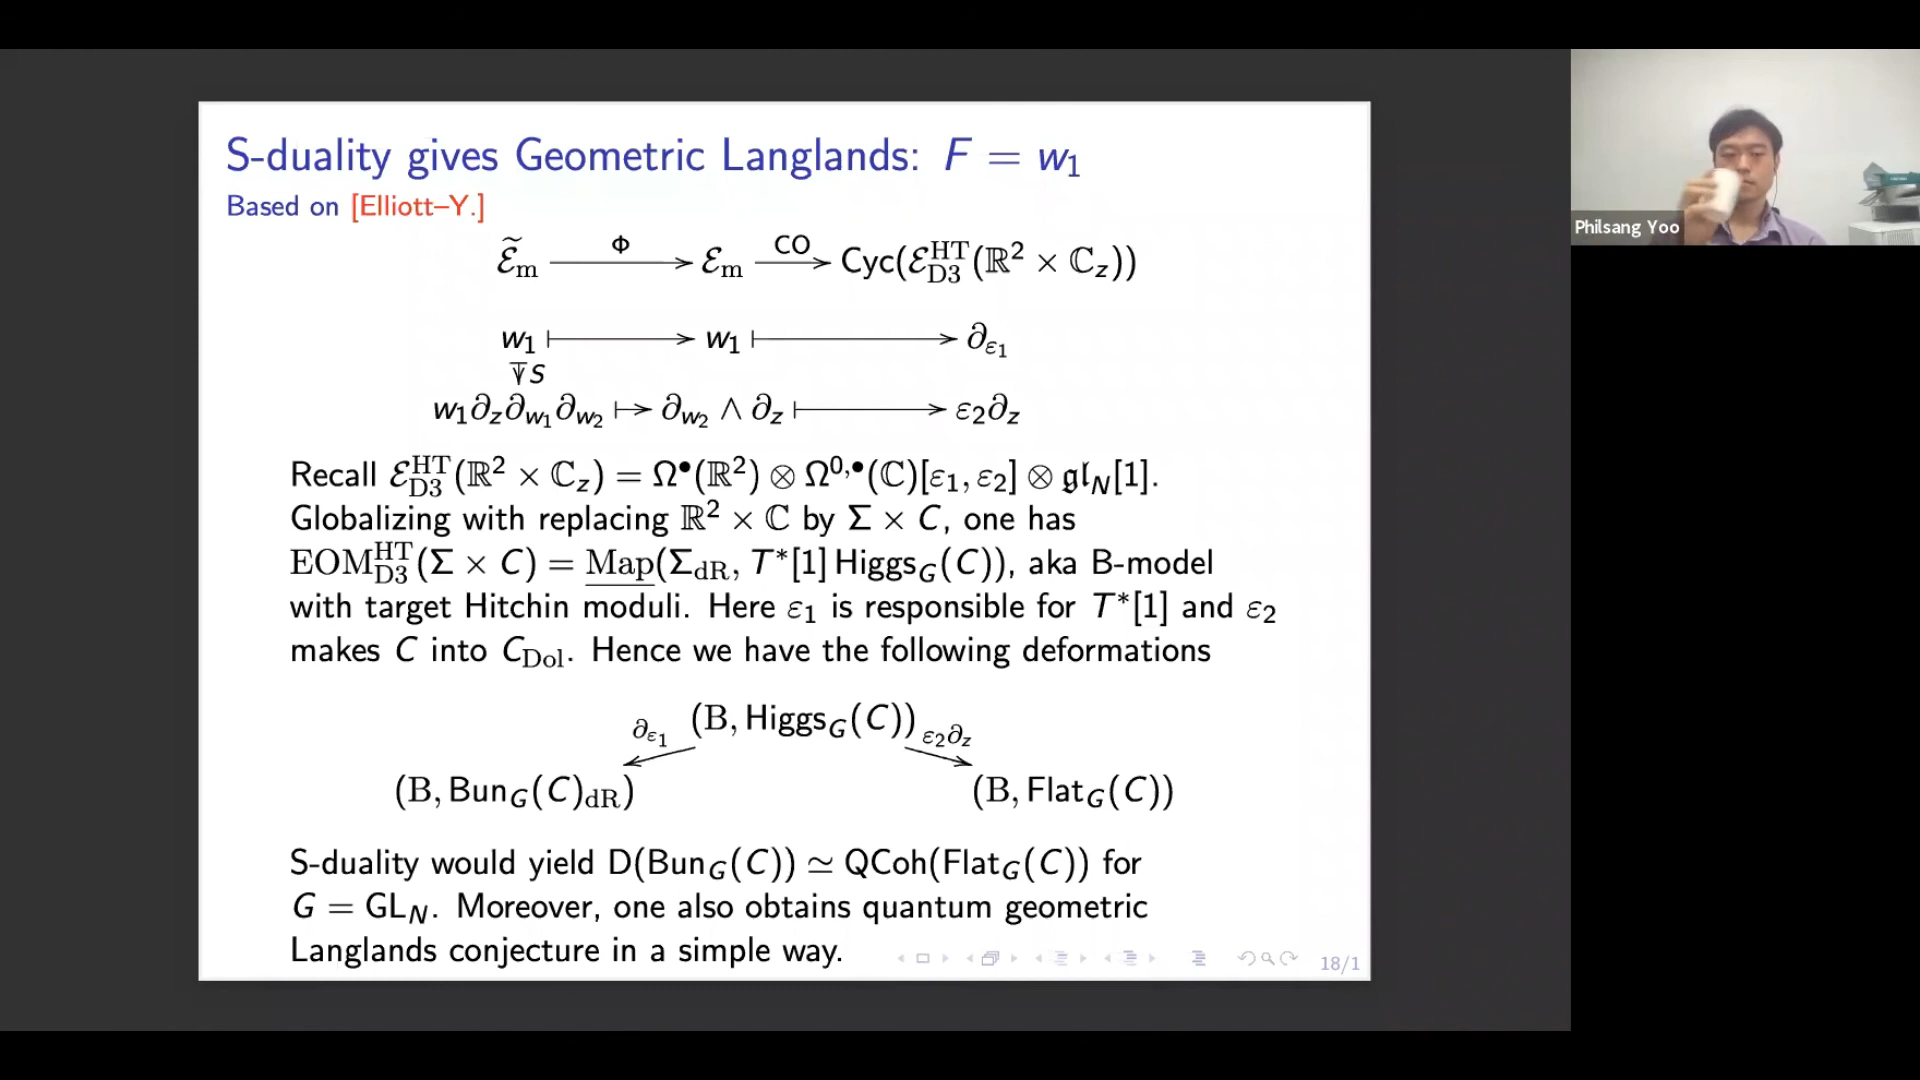 S-duality gives Geometric Langlands: F = w₁
Based on [Elliott–Y.]
Ẽₘ —Φ→ Eₘ —CO→ Cyc(ℰ^HT_D3(ℝ² × ℂ_z))
w₁ ⟼ w₁ ⟼ ∂_ε₁
↧ S
w₁∂_z∂_w₁∂_w₂ ↦ ∂_w₂ ∧ ∂_z ⟼ ε₂∂_z
Recall ℰ^HT_D3(ℝ² × ℂ_z) = Ω^•(ℝ²) ⊗ Ω^0,•(ℂ)[ε₁, ε₂] ⊗ 𝔤𝔩_N[1].
Globalizing with replacing ℝ² × ℂ by Σ × C, one has
EOM^HT_D3(Σ × C) = Map(Σ_dR, T*[1] Higgs_G(C)), aka B-model
with target Hitchin moduli. Here ε₁ is responsible for T*[1] and ε₂
makes C into C_Dol. Hence we have the following deformations
(B, Higgs_G(C))
∂_ε₁ ε₂∂_z
(B, Bun_G(C)_dR) (B, Flat_G(C))
S-duality would yield D(Bun_G(C)) ≃ QCoh(Flat_G(C)) for
G = GL_N. Moreover, one also obtains quantum geometric
Langlands conjecture in a simple way.
18/1
Philsang Yoo